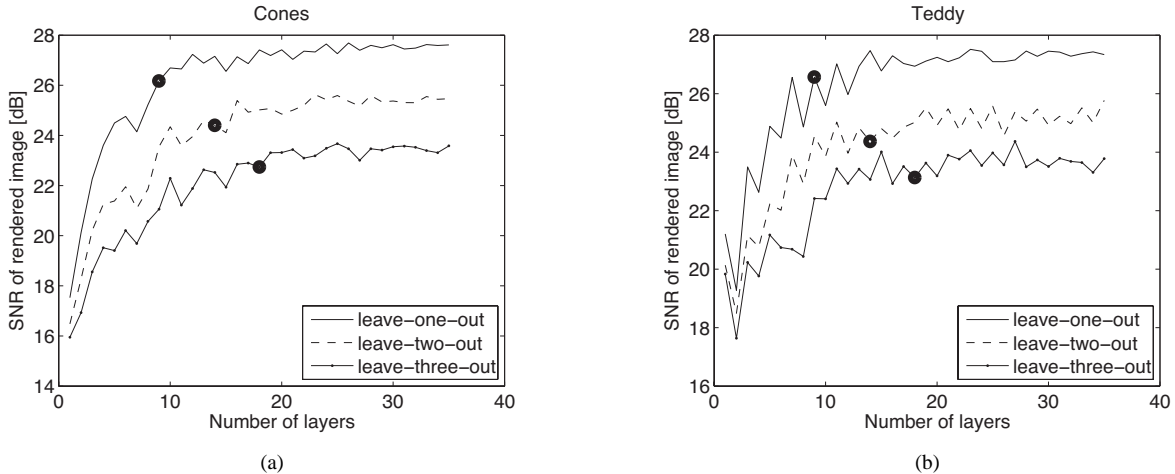 Cones
28
26
24
22
20
18
16
14
SNR of rendered image [dB]
leave−one−out
leave−two−out
leave−three−out
0 10 20 30 40
Number of layers
(a)
Teddy
28
26
24
22
20
18
16
SNR of rendered image [dB]
leave−one−out
leave−two−out
leave−three−out
0 10 20 30 40
Number of layers
(b)